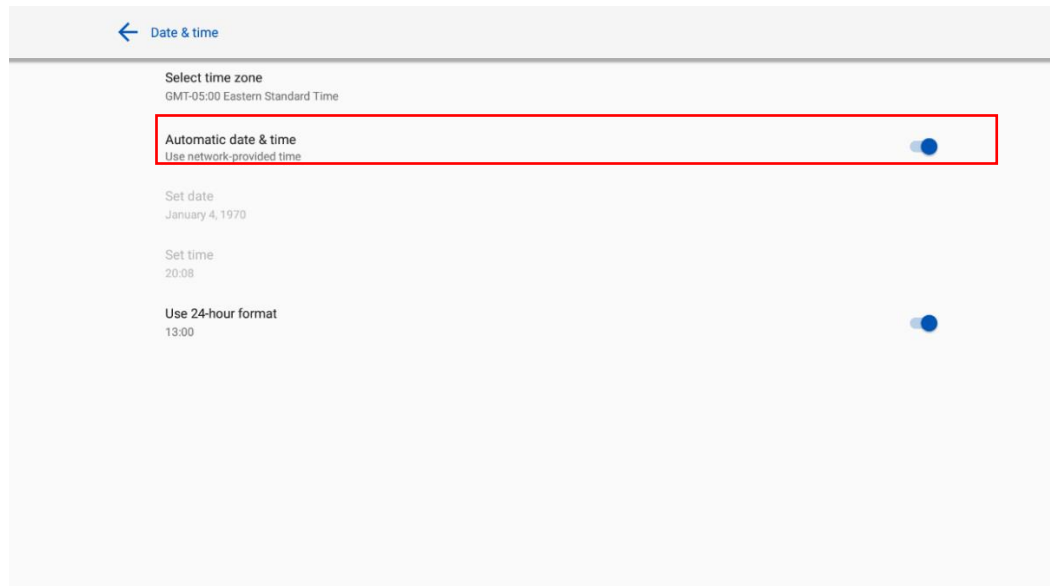 Date & time
Select time zone
GMT-05:00 Eastern Standard Time
Automatic date & time
Use network-provided time
Set date
January 4, 1970
Set time
20:08
Use 24-hour format
13:00